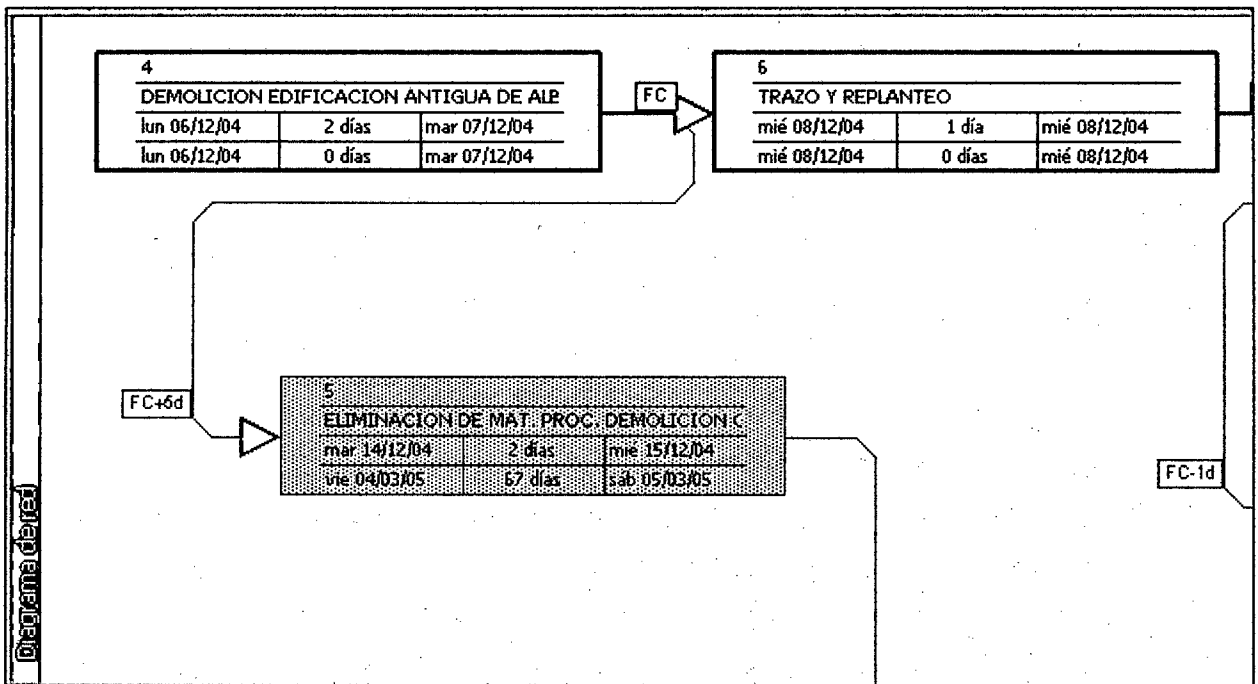 4
DEMOLICION EDIFICACION ANTIGUA DE ALB
lun 06/12/04 2 días mar 07/12/04
lun 06/12/04 0 días mar 07/12/04
FC
6
TRAZO Y REPLANTEO
mié 08/12/04 1 día mié 08/12/04
mié 08/12/04 0 días mié 08/12/04
FC+6d
5
ELIMINACION DE MAT. PROC. DEMOLICION C
mar 14/12/04 2 días mié 15/12/04
vie 04/03/05 67 días sáb 05/03/05
FC-1d
Diagrama de red